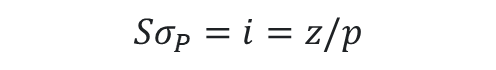 Sσ_P = i = z/p